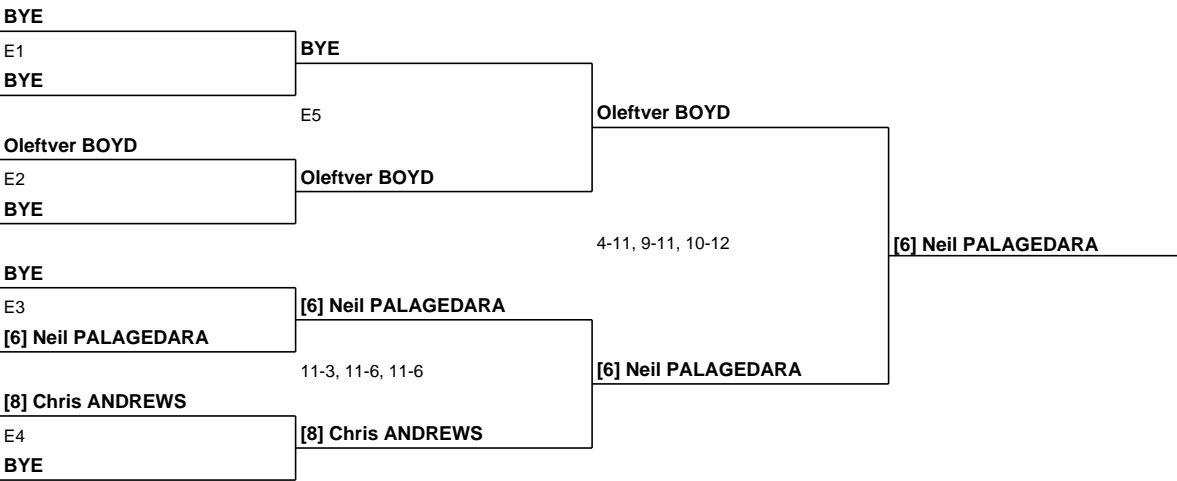 BYE
E1
BYE
BYE
E5
Oleftver BOYD
Oleftver BOYD
E2
Oleftver BOYD
BYE
4-11, 9-11, 10-12
[6] Neil PALAGEDARA
BYE
E3
[6] Neil PALAGEDARA
[6] Neil PALAGEDARA
11-3, 11-6, 11-6
[6] Neil PALAGEDARA
[8] Chris ANDREWS
E4
[8] Chris ANDREWS
BYE